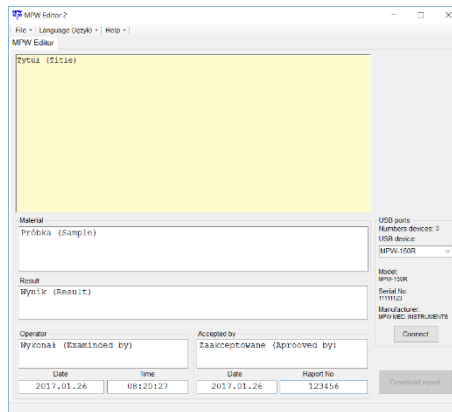 MPW Editor 2
File Language (Język) Help
MPW Editor
Tytuł (Title)
Material
Próbka (Sample)
Result
Wynik (Result)
Operator
Wykonał (Examinded by)
Accepted by
Zaakceptowane (Aprooved by)
Date
Time
Date
Raport No
2017.01.26
08:20:27
2017.01.26
123456
USB ports
Numbers devices: 3
USB device:
MPW-150R
Model:
MPW-150R
Serial No:
11111123
Manufacturer:
MPW MED. INSTRUMENTS
Connect
Download report